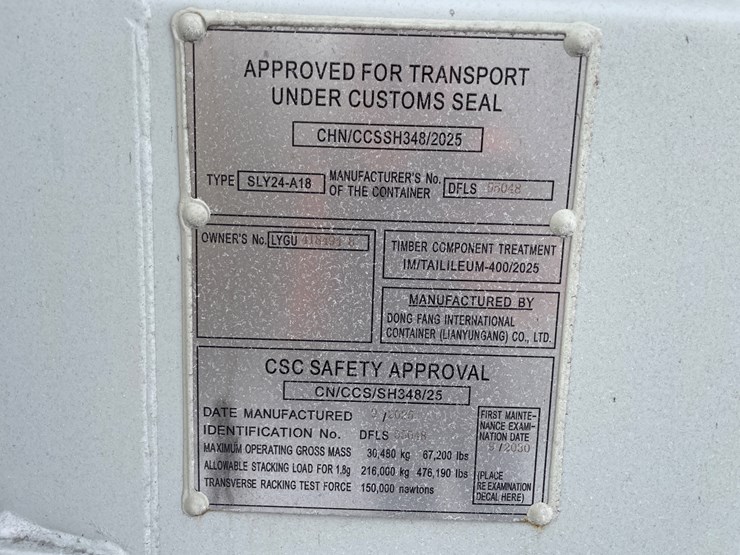 APPROVED FOR TRANSPORT
UNDER CUSTOMS SEAL
CHN/CCSSH348/2025
TYPE SLY24-A18 MANUFACTURER'S No. OF THE CONTAINER DFLS
OWNER'S No. LYGU
TIMBER COMPONENT TREATMENT
IM/TAILILEUM-400/2025
MANUFACTURED BY
DONG FANG INTERNATIONAL
CONTAINER (LIANYUNGANG) CO., LTD.
CSC SAFETY APPROVAL
CN/CCS/SH348/25
DATE MANUFACTURED
IDENTIFICATION No. DFLS
MAXIMUM OPERATING GROSS MASS 30,480 kg 67,200 lbs
ALLOWABLE STACKING LOAD FOR 1.8g 216,000 kg 476,190 lbs
TRANSVERSE RACKING TEST FORCE 150,000 newtons
FIRST MAINTE-
NANCE EXAMI-
NATION DATE
/2030
(PLACE
RE EXAMINATION
DECAL HERE)